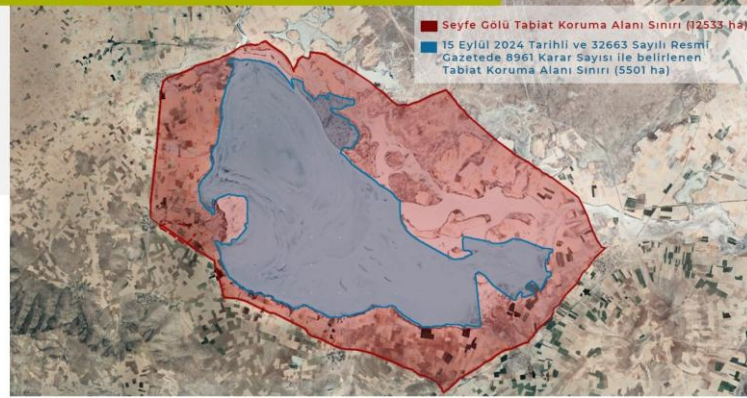 Seyfe Gölü Tabiat Koruma Alanı Sınırı (12533 ha)
15 Eylül 2024 Tarihli ve 32663 Sayılı Resmi
Gazetede 8961 Karar Sayısı ile belirlenen
Tabiat Koruma Alanı Sınırı (5501 ha)